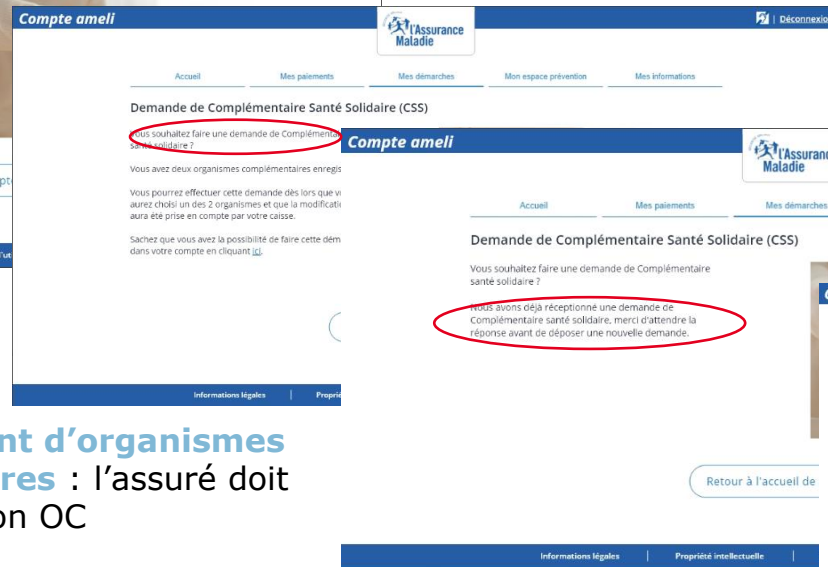 Compte ameli
l'Assurance
Maladie
Déconnexio
Accueil
Mes paiements
Mes démarches
Mon espace prévention
Mes informations
Demande de Complémentaire Santé Solidaire (CSS)
Vous souhaitez faire une demande de Complémenta
santé solidaire ?
Vous avez deux organismes complémentaires enregis
Vous pourrez effectuer cette demande dès lors que v
aurez choisi un des 2 organismes et que la modificati
aura été prise en compte par votre caisse.
Sachez que vous avez la possibilité de faire cette dém
dans votre compte en cliquant ici.
Informations légales | Proprié
Compte ameli
l'Assuranc
Maladie
Accueil
Mes paiements
Mes démarches
Demande de Complémentaire Santé Solidaire (CSS)
Vous souhaitez faire une demande de Complémentaire
santé solidaire ?
Nous avons déjà réceptionné une demande de
Complémentaire santé solidaire, merci d'attendre la
réponse avant de déposer une nouvelle demande.
Retour à l'accueil de
Informations légales | Propriété intellectuelle |
nt d’organismes
res : l’assuré doit
on OC